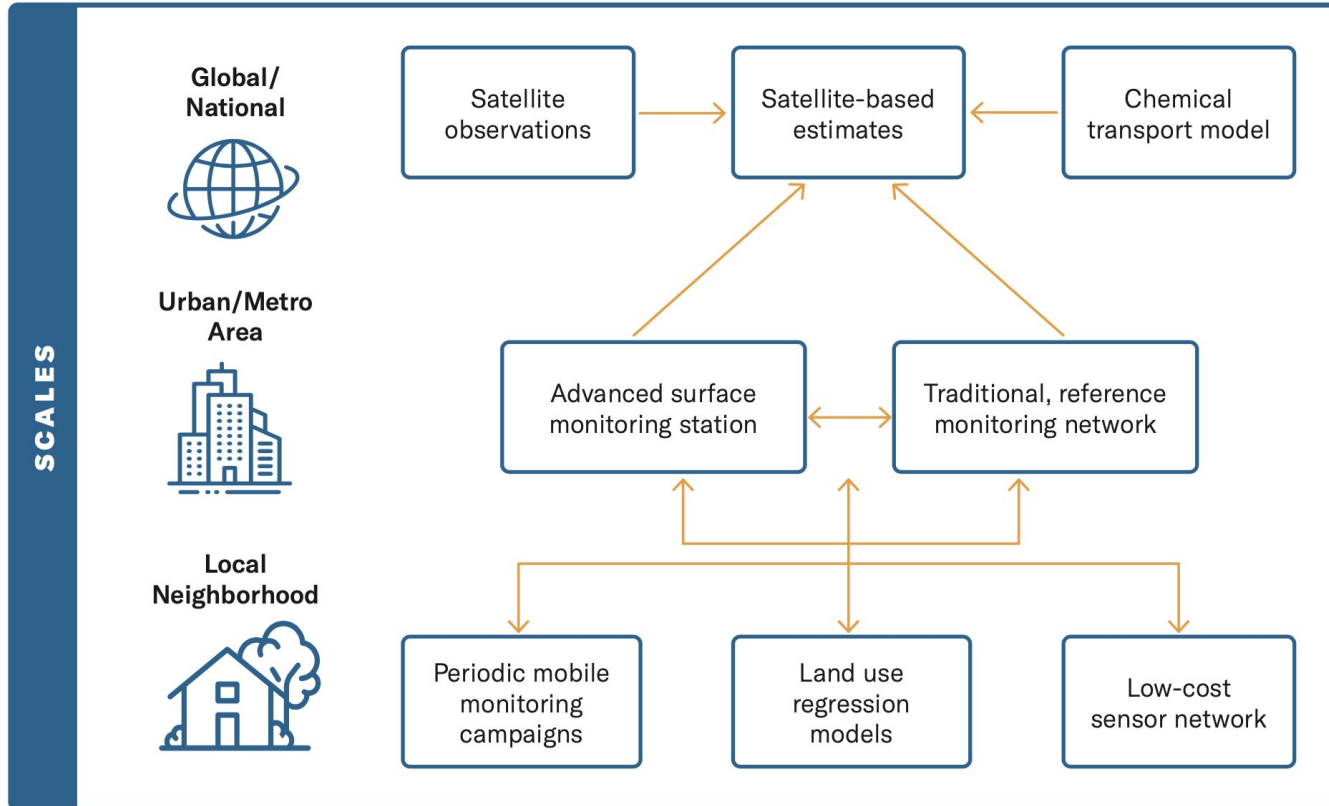 SCALES
Global/
National
Satellite
observations
Satellite-based
estimates
Chemical
transport model
Urban/Metro
Area
Advanced surface
monitoring station
Traditional, reference
monitoring network
Local
Neighborhood
Periodic mobile
monitoring
campaigns
Land use
regression
models
Low-cost
sensor network